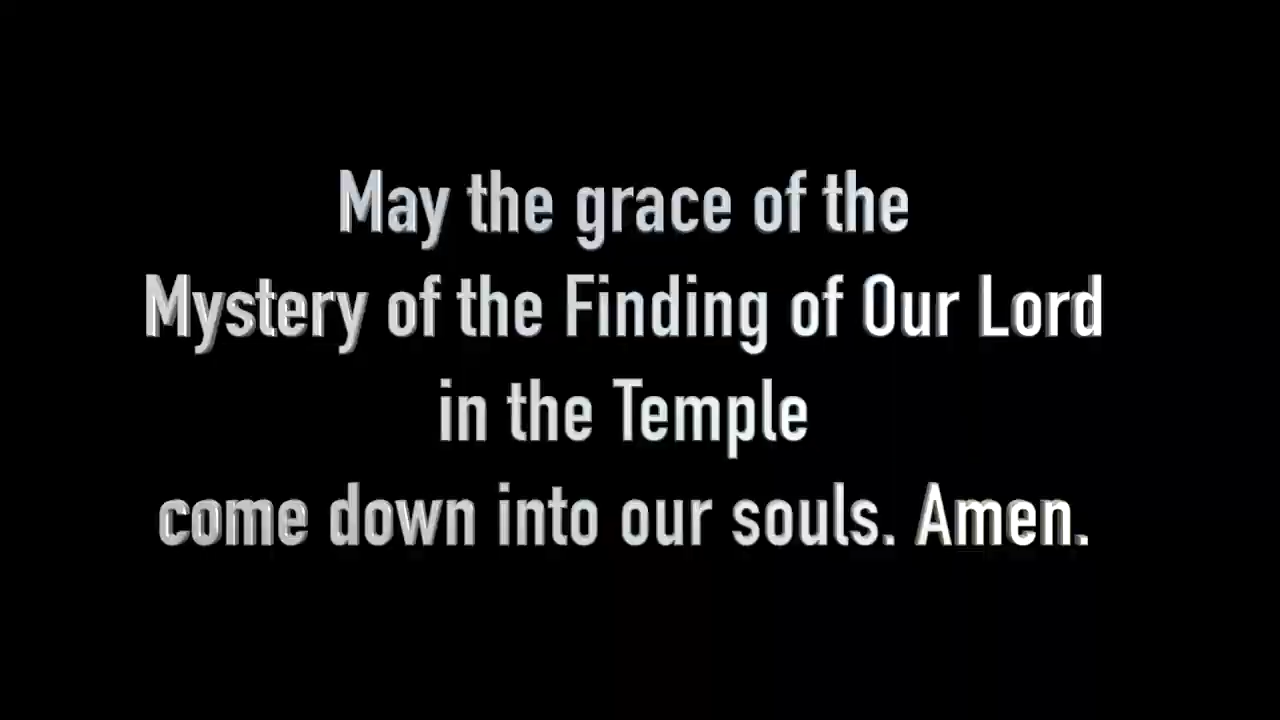 May the grace of the
Mystery of the Finding of Our Lord
in the Temple
come down into our souls. Amen.